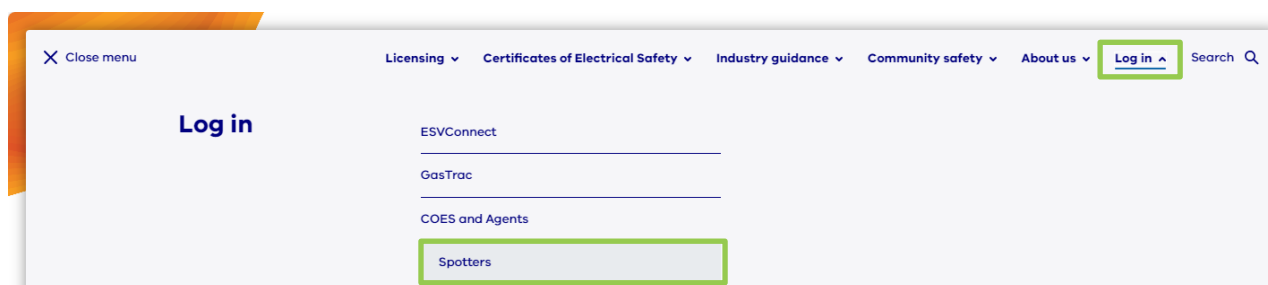 Close menu Licensing Certificates of Electrical Safety Industry guidance Community safety About us Log in Search
Log in
ESVConnect
GasTrac
COES and Agents
Spotters